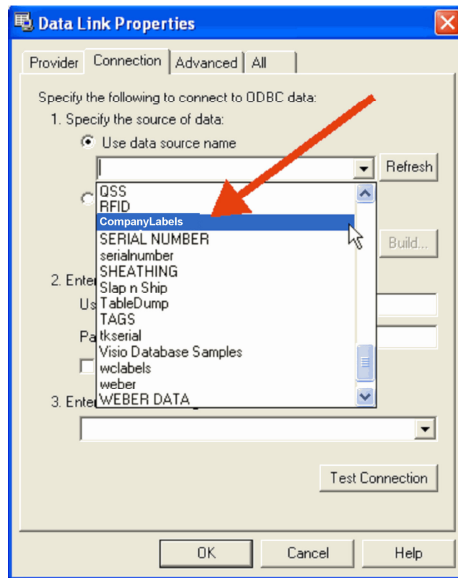 Data Link Properties
Provider Connection Advanced All
Specify the following to connect to ODBC data:
1. Specify the source of data:
Use data source name
Refresh
QSS
RFID
CompanyLabels
SERIAL NUMBER
serialnumber
Build...
SHEATHING
2. Enter
Slap n Ship
Us
TableDump
TAGS
Pa
tkserial
Visio Database Samples
wclabels
weber
3. Enter
WEBER DATA
Test Connection
OK Cancel Help